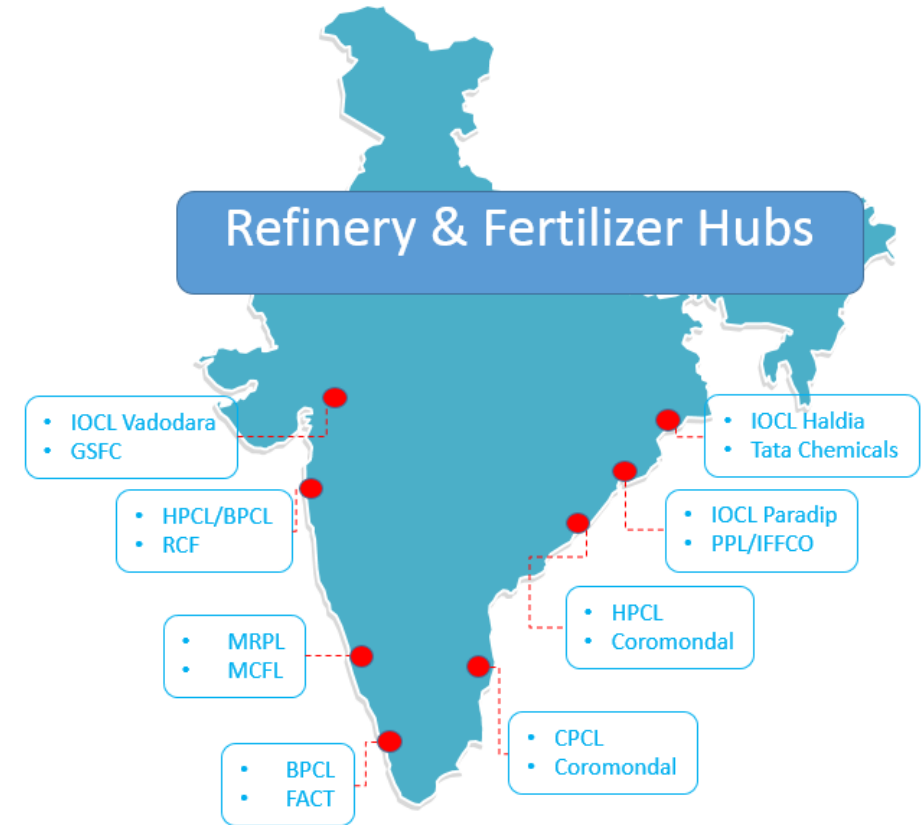 Refinery & Fertilizer Hubs
• IOCL Vadodara
• GSFC
• HPCL/BPCL
• RCF
• MRPL
• MCFL
• BPCL
• FACT
• IOCL Haldia
• Tata Chemicals
• IOCL Paradip
• PPL/IFFCO
• HPCL
• Coromondal
• CPCL
• Coromondal